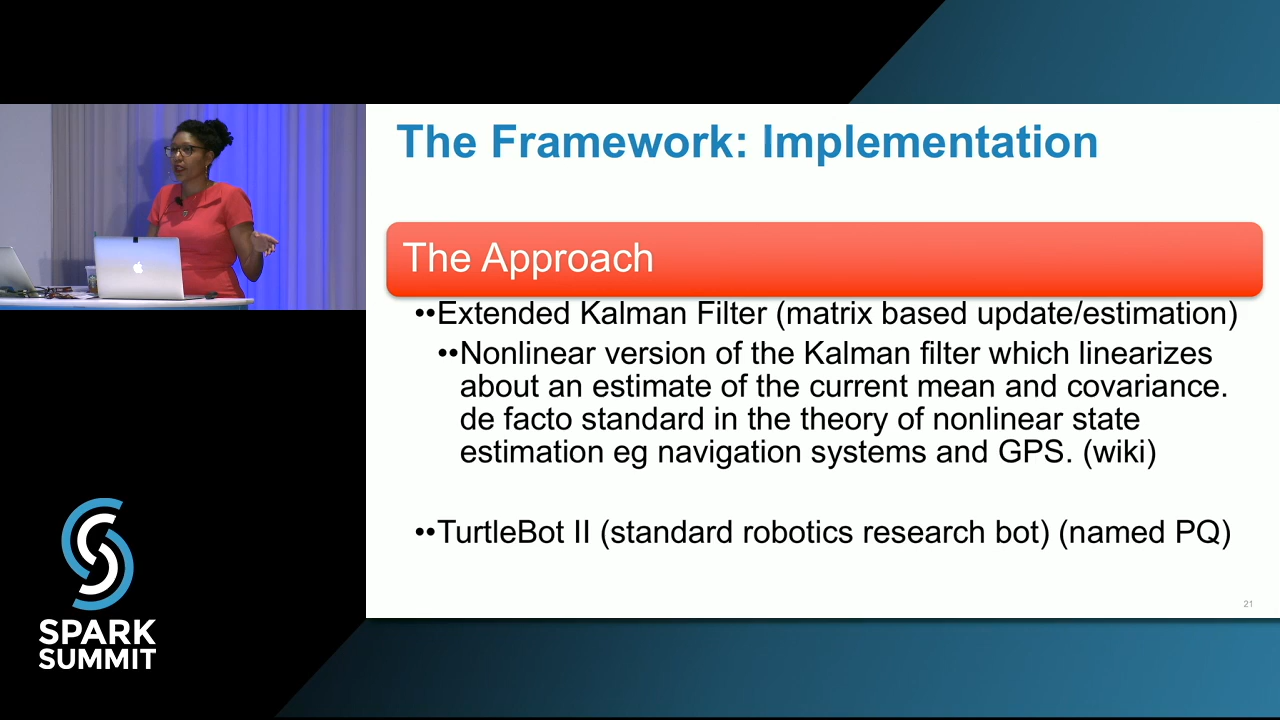 The Framework: Implementation
The Approach
••Extended Kalman Filter (matrix based update/estimation)
••Nonlinear version of the Kalman filter which linearizes
about an estimate of the current mean and covariance.
de facto standard in the theory of nonlinear state
estimation eg navigation systems and GPS. (wiki)
••TurtleBot II (standard robotics research bot) (named PQ)
21
SPARK
SUMMIT